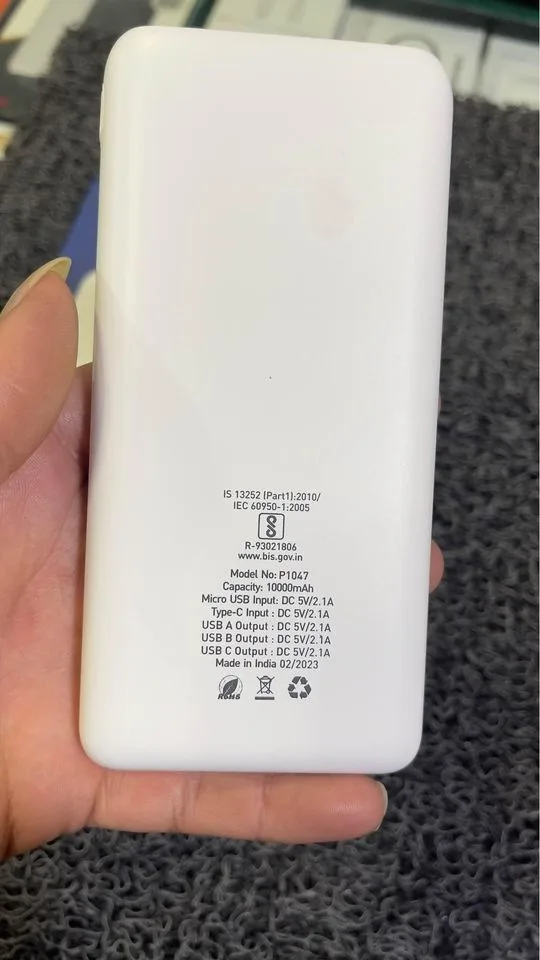 IS 13252 (Part1):2010/
IEC 60950-1:2005
R-93021806
www.bis.gov.in
Model No: P1047
Capacity: 10000mAh
Micro USB Input: DC 5V/2.1A
Type-C Input : DC 5V/2.1A
USB A Output : DC 5V/2.1A
USB B Output : DC 5V/2.1A
USB C Output : DC 5V/2.1A
Made in India 02/2023
RoHS